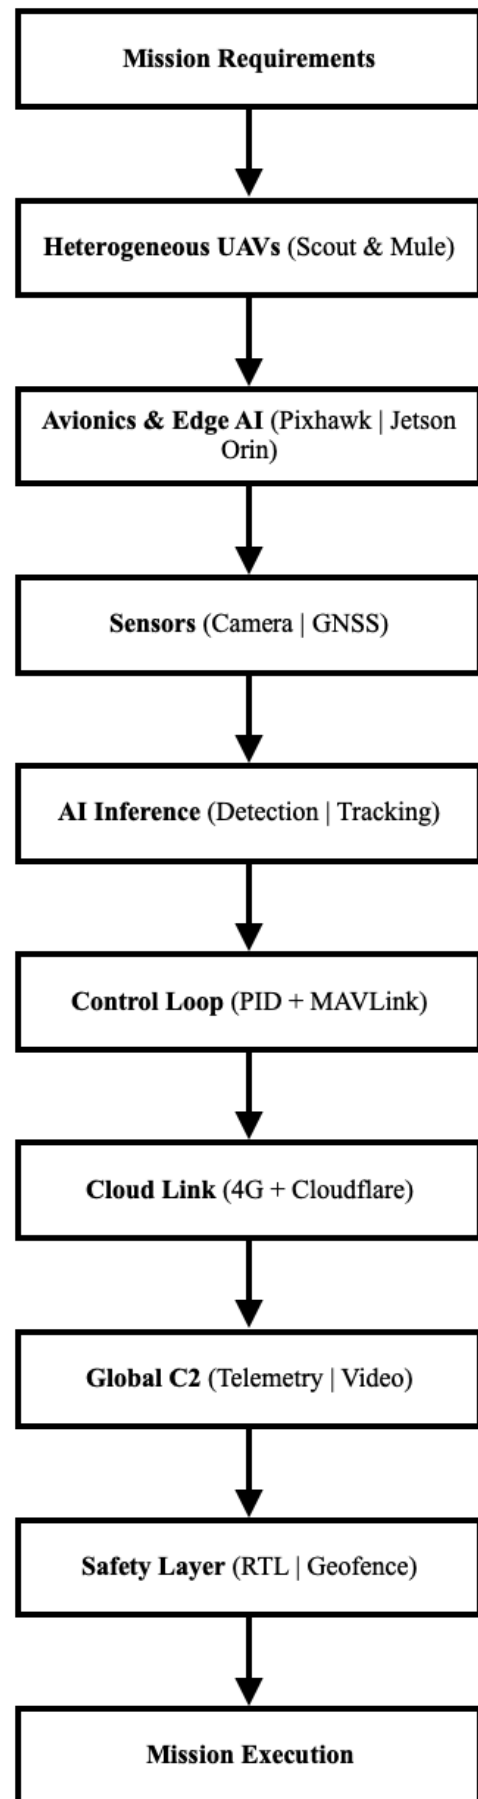 Mission Requirements
Heterogeneous UAVs (Scout & Mule)
Avionics & Edge AI (Pixhawk | Jetson
Orin)
Sensors (Camera | GNSS)
AI Inference (Detection | Tracking)
Control Loop (PID + MAVLink)
Cloud Link (4G + Cloudflare)
Global C2 (Telemetry | Video)
Safety Layer (RTL | Geofence)
Mission Execution